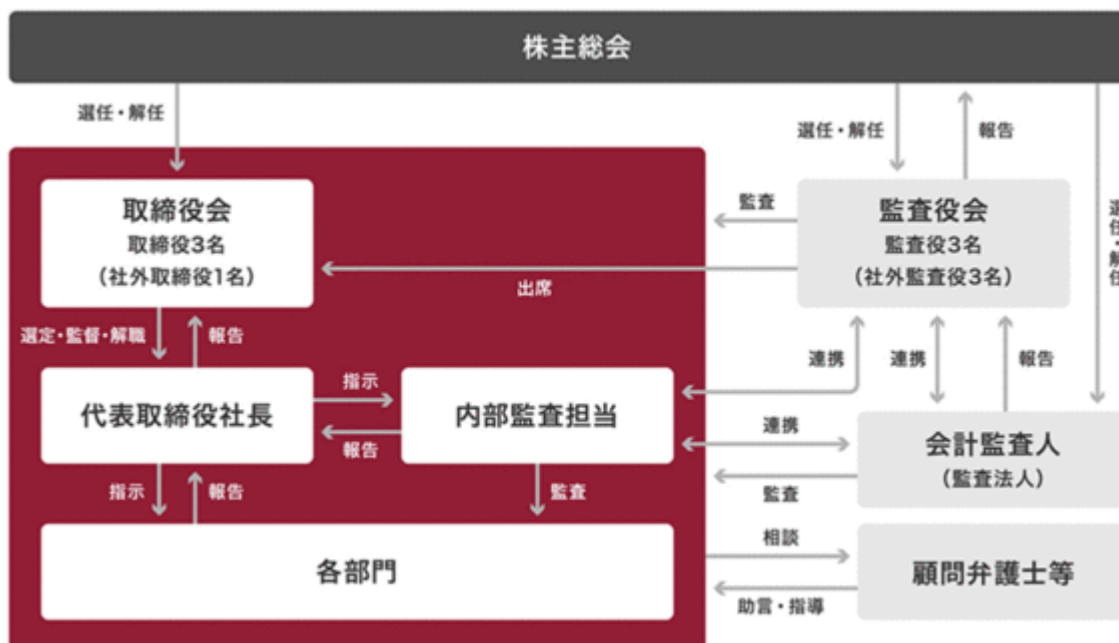 株主総会
選任・解任
選任・解任
報告
選任・解任
取締役会
取締役3名
（社外取締役1名）
監査
監査役会
監査役3名
（社外監査役3名）
出席
選定・監督・解職
報告
連携
連携
報告
代表取締役社長
指示
報告
内部監査担当
連携
監査
会計監査人
（監査法人）
指示
報告
監査
各部門
相談
助言・指導
顧問弁護士等